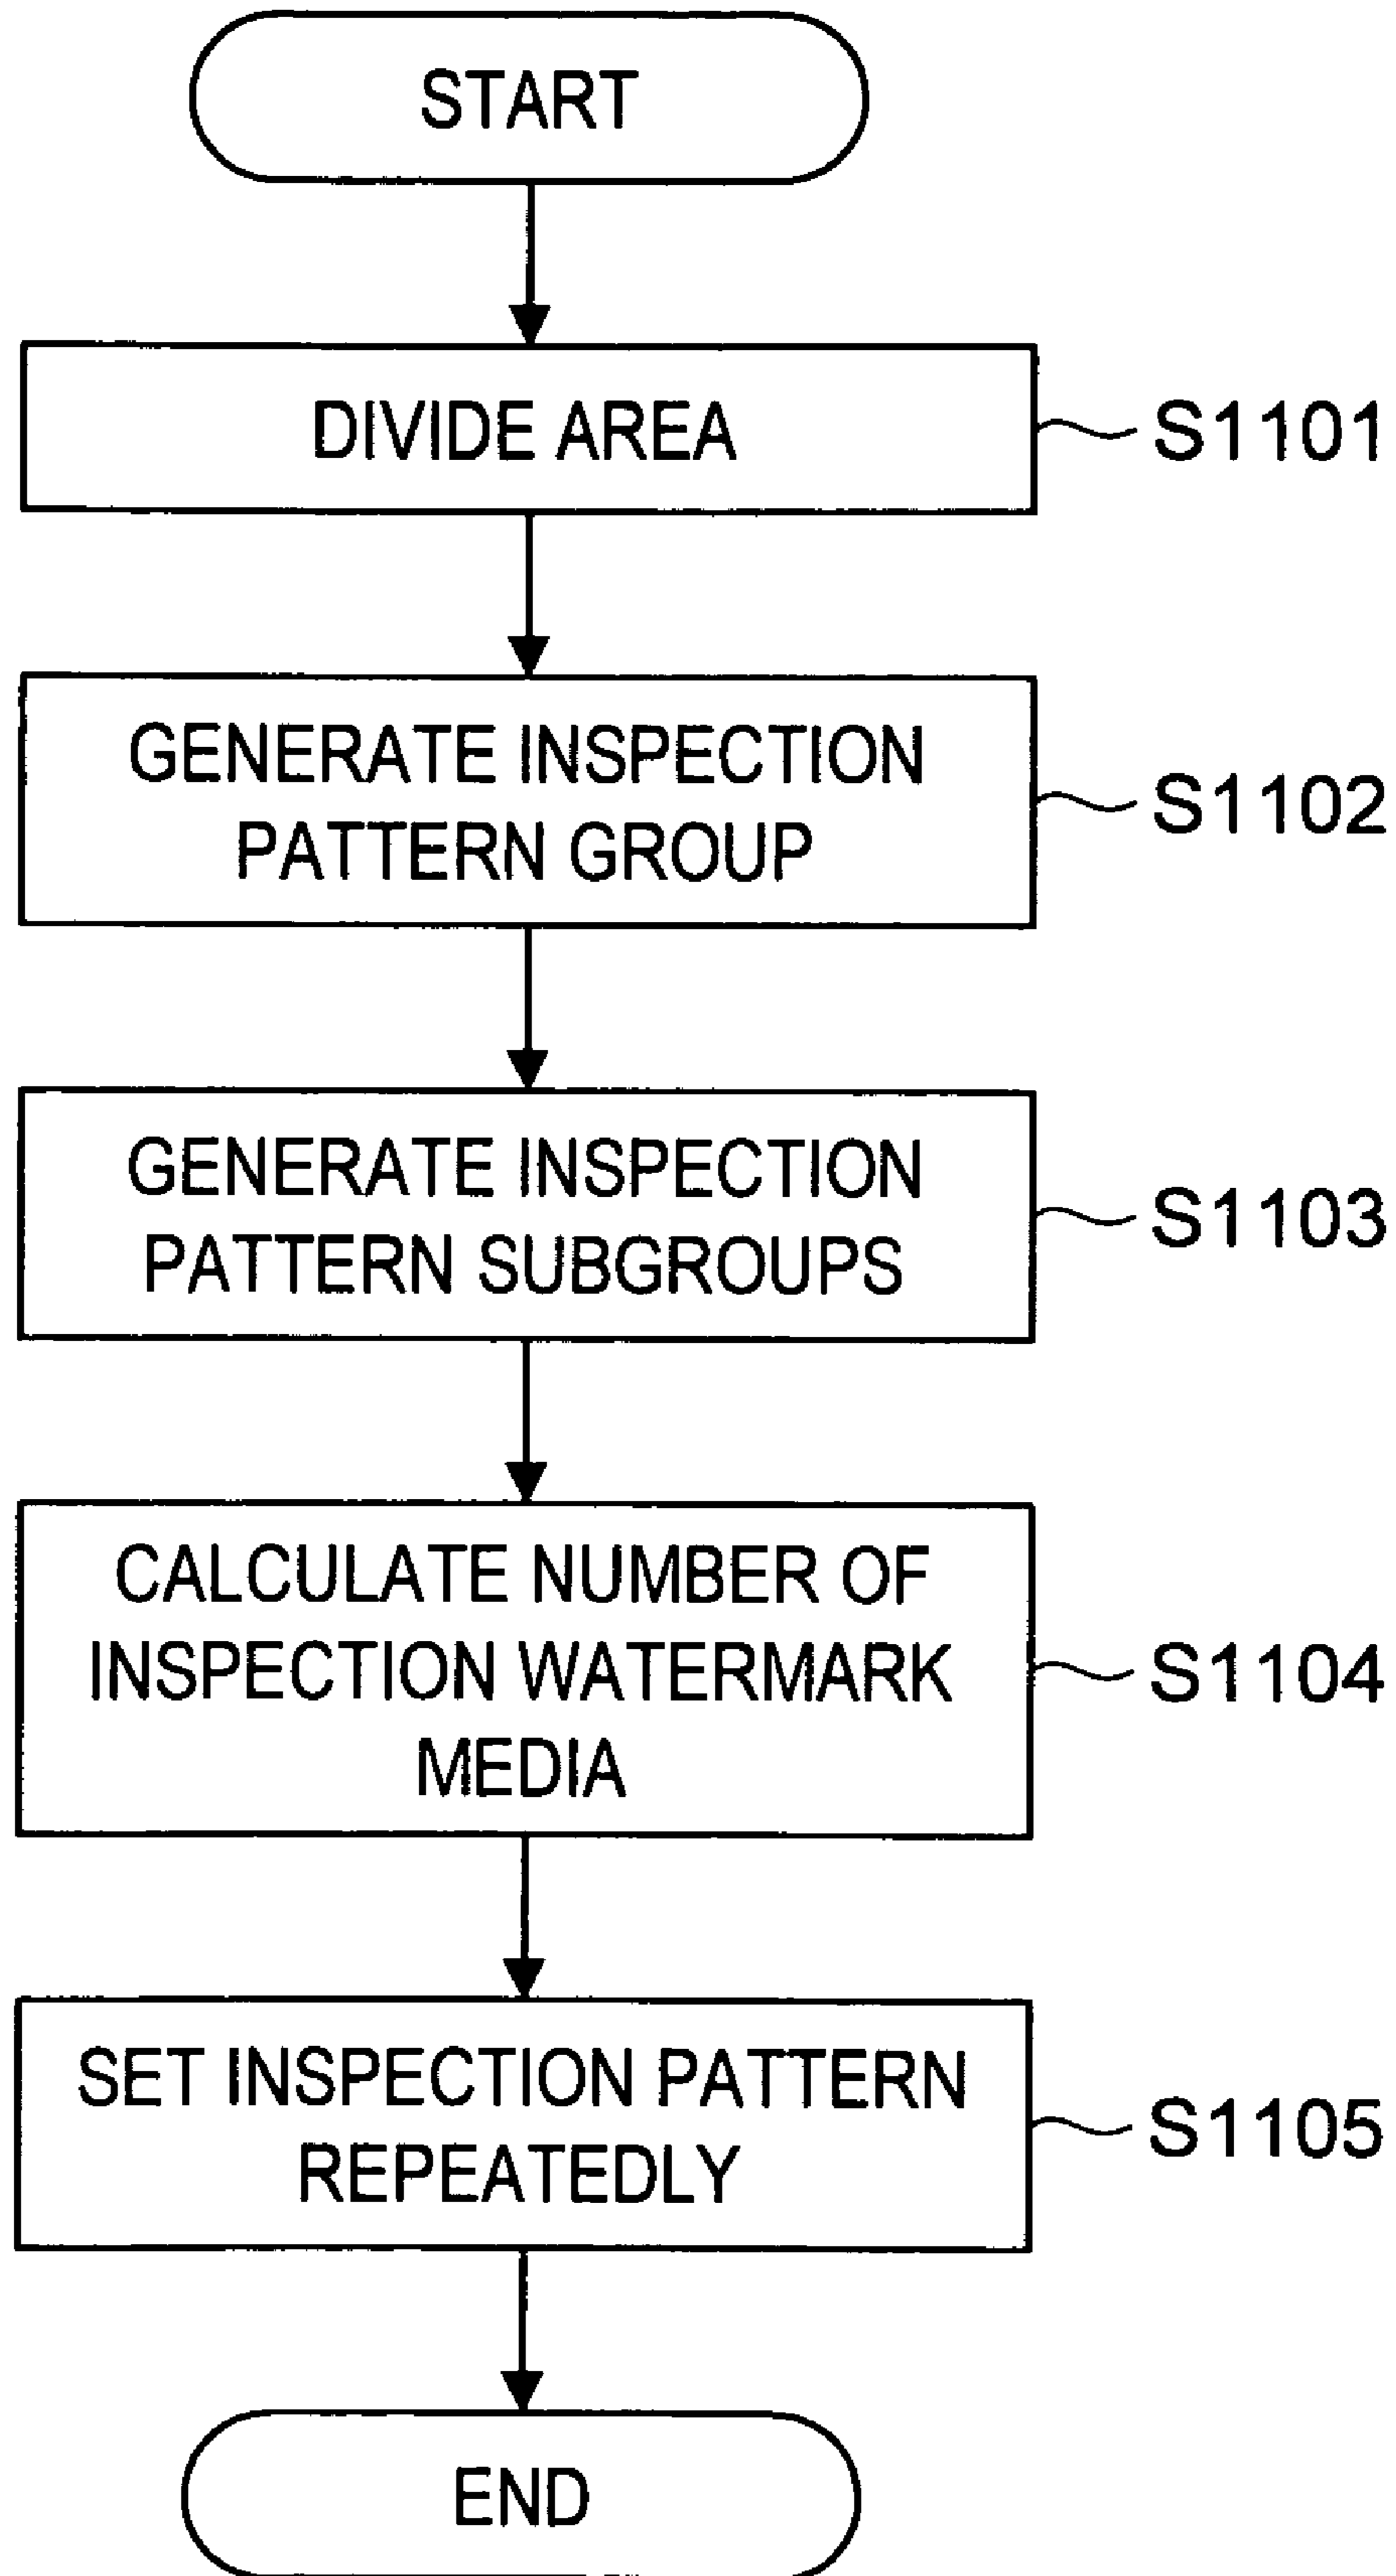 START
DIVIDE AREA
S1101
GENERATE INSPECTION
PATTERN GROUP
S1102
GENERATE INSPECTION
PATTERN SUBGROUPS
S1103
CALCULATE NUMBER OF
INSPECTION WATERMARK
MEDIA
S1104
SET INSPECTION PATTERN
REPEATEDLY
S1105
END